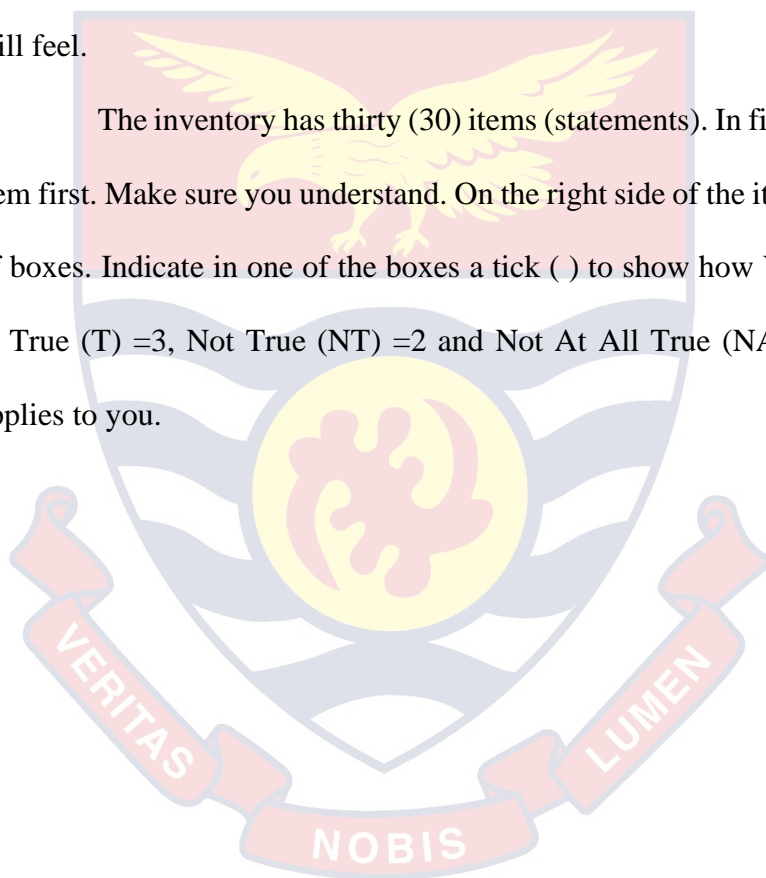 ill feel.
The inventory has thirty (30) items (statements). In fi
em first. Make sure you understand. On the right side of the it
f boxes. Indicate in one of the boxes a tick ( ) to show how
True (T) =3, Not True (NT) =2 and Not At All True (NA
pplies to you.
VERITAS
NOBIS
LUMEN